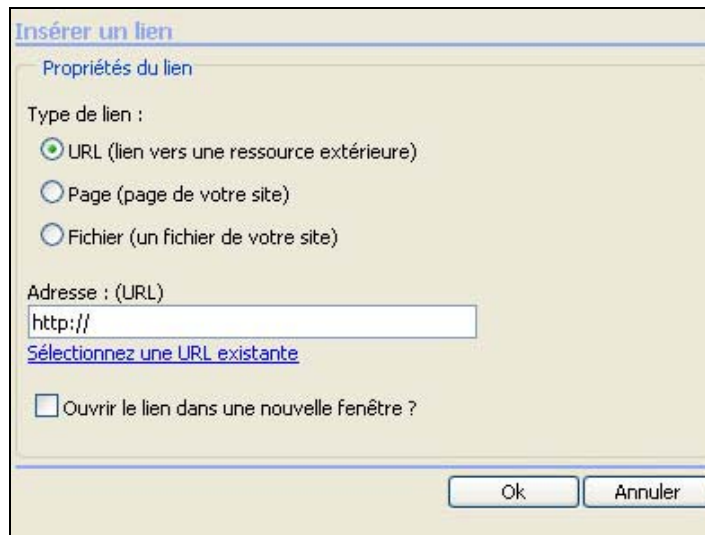 Insérer un lien
Propriétés du lien
Type de lien :
URL (lien vers une ressource extérieure)
Page (page de votre site)
Fichier (un fichier de votre site)
Adresse : (URL)
http://
Sélectionnez une URL existante
Ouvrir le lien dans une nouvelle fenêtre ?
Ok Annuler